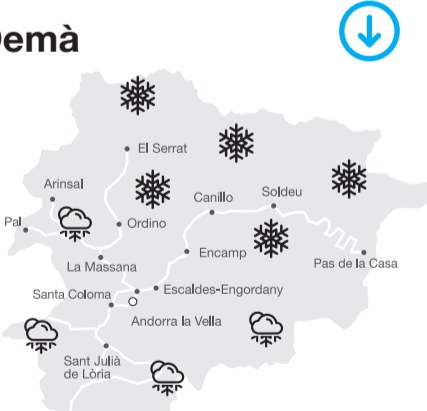 Demà
El Serrat
Arinsal
Canillo
Soldeu
Pal
Ordino
Encamp
La Massana
Pas de la Casa
Santa Coloma
Escaldes-Engordany
Andorra la Vella
Sant Julià
de Lòria